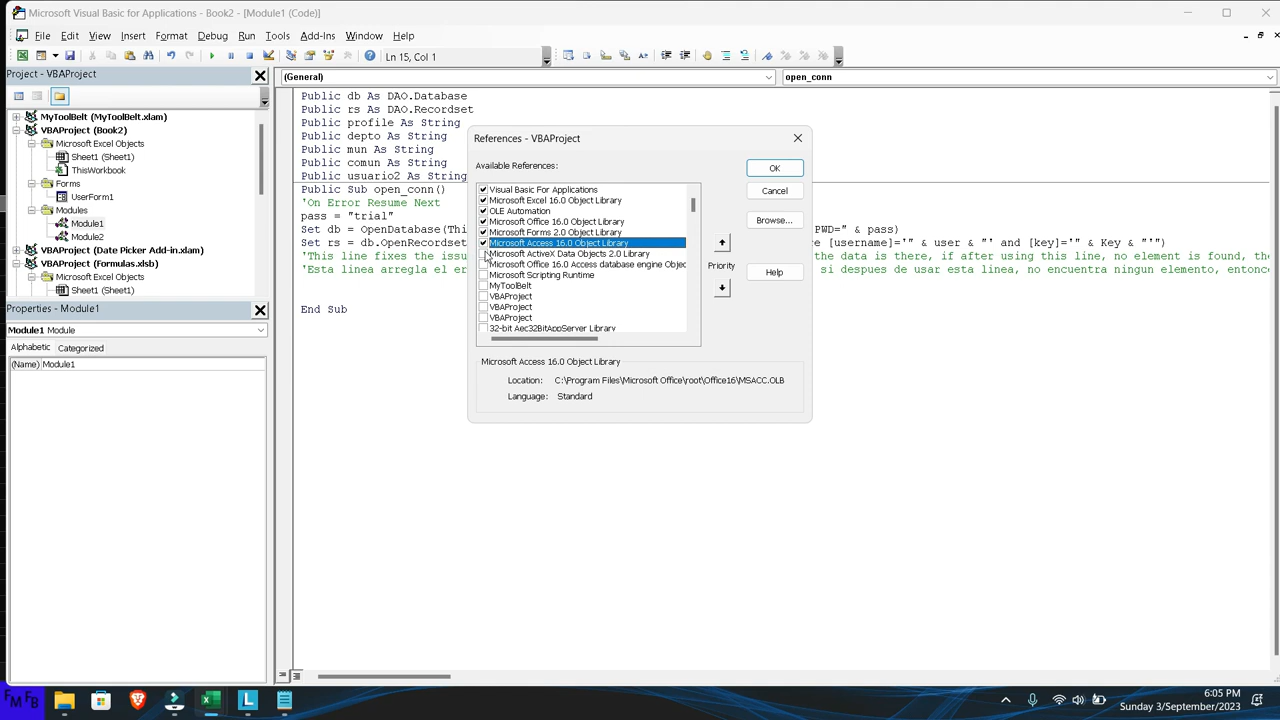 Microsoft Visual Basic for Applications - Book2 - [Module1 (Code)]
File Edit View Insert Format Debug Run Tools Add-Ins Window Help
Ln 15, Col 1
Project - VBAProject
(General) open_conn
MyToolBelt (MyToolBelt.xlam)
VBAProject (Book2)
Microsoft Excel Objects
Sheet1 (Sheet1)
ThisWorkbook
Forms
UserForm1
Modules
Module1
Module2
VBAProject (Date Picker Add-in.xlam)
VBAProject (Formulas.xlsb)
Microsoft Excel Objects
Sheet1 (Sheet1)
Properties - Module1
Module1 Module
Alphabetic Categorized
(Name) Module1
Public db As DAO.Database
Public rs As DAO.Recordset
Public profile As String
Public depto As String
Public mun As String
Public comun As String
Public usuario2 As String
Public Sub open_conn()
'On Error Resume Next
pass = "trial"
Set db = OpenDatabase(Thi PWD=" & pass)
Set rs = db.OpenRecordset e [username]='" & user & "' and [key]='" & Key & "'")
'This line fixes the issu the data is there, if after using this line, no element is found, the
'Esta linea arregla el er si despues de usar esta linea, no encuentra ningun elemento, entonce
End Sub
References - VBAProject
Available References:
Visual Basic For Applications
Microsoft Excel 16.0 Object Library
OLE Automation
Microsoft Office 16.0 Object Library
Microsoft Forms 2.0 Object Library
Microsoft Access 16.0 Object Library
Microsoft ActiveX Data Objects 2.0 Library
Microsoft Office 16.0 Access database engine Objec
Microsoft Scripting Runtime
MyToolBelt
VBAProject
VBAProject
VBAProject
32-bit Aec32BitAppServer Library
OK
Cancel
Browse...
Priority
Help
Microsoft Access 16.0 Object Library
Location: C:\Program Files\Microsoft Office\root\Office16\MSACC.OLB
Language: Standard
6:05 PM
Sunday 3/September/2023